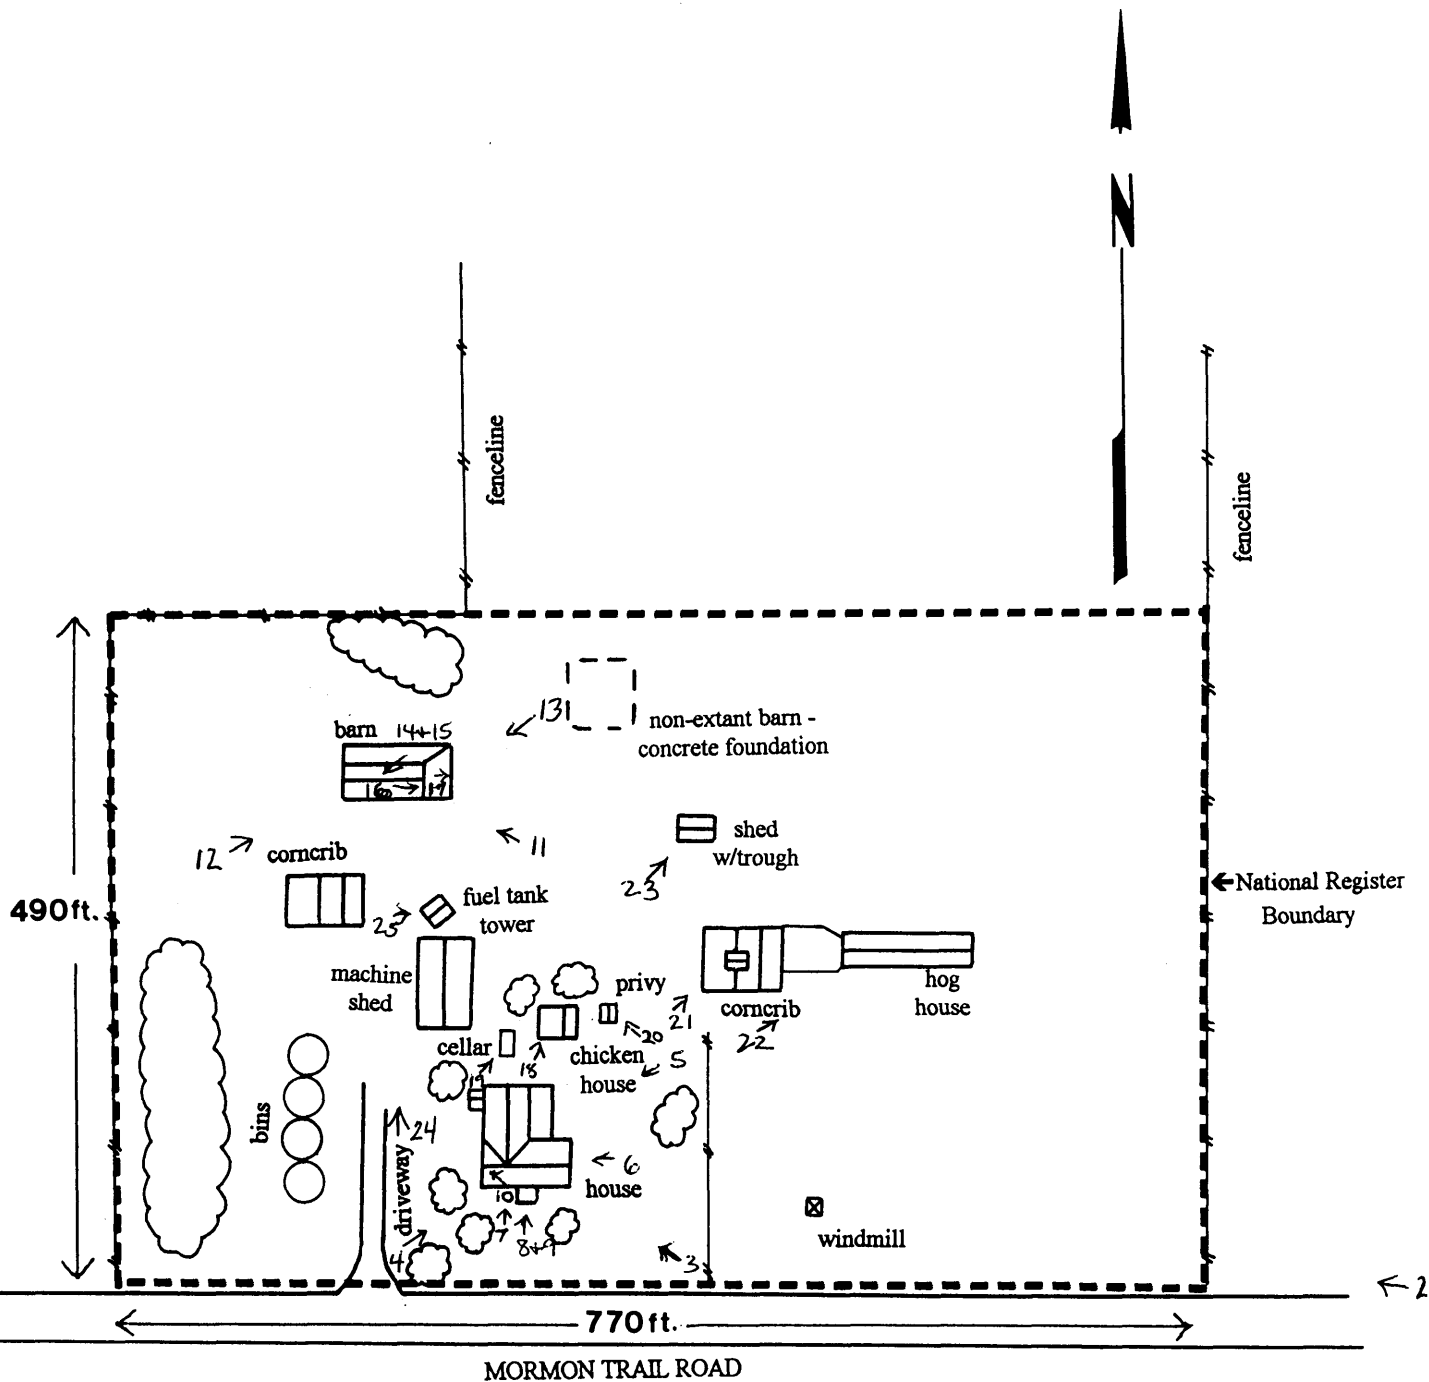 N
fenceline
fenceline
13
non-extant barn -
concrete foundation
barn 14+15
16
17
12
11
corncrib
shed
w/trough
23
490ft.
25
fuel tank
tower
National Register
Boundary
machine
shed
privy
hog
house
corncrib
21
22
20
cellar
18
chicken
house
5
19
bins
24
driveway
6
house
10
7
8+9
4
3
windmill
2
770ft.
MORMON TRAIL ROAD